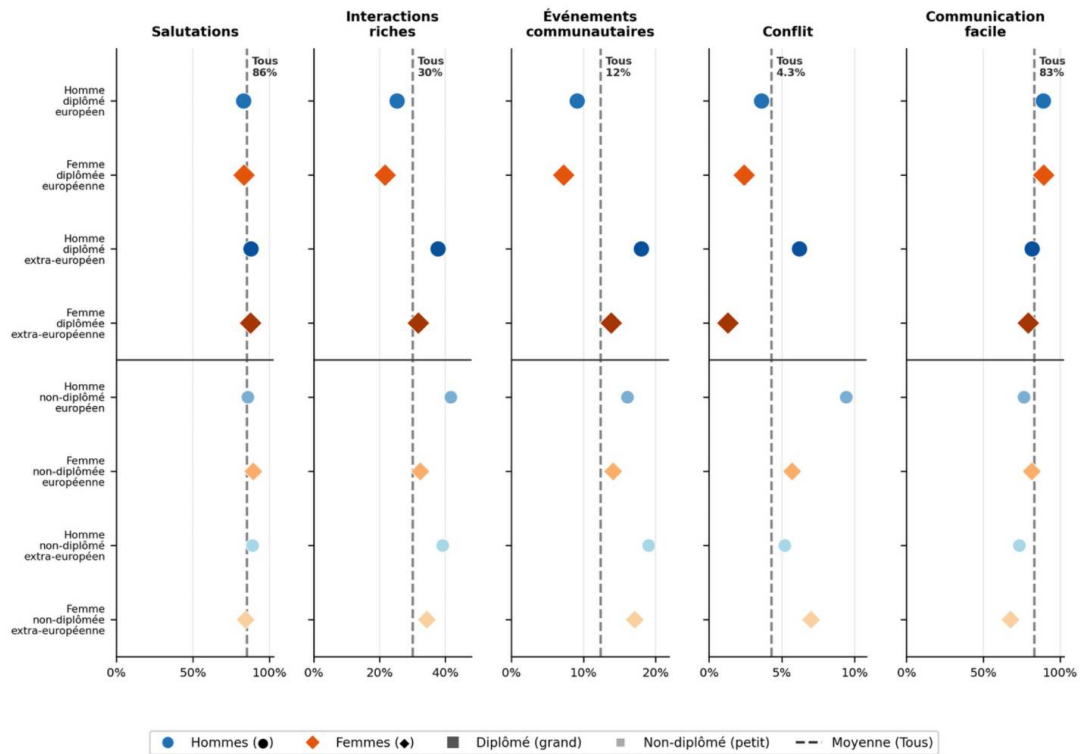 Salutations
Interactions
riches
Événements
communautaires
Conflit
Communication
facile
Tous
86%
Tous
30%
Tous
12%
Tous
4.3%
Tous
83%
Homme
diplômé
européen
Femme
diplômée
européenne
Homme
diplômé
extra-européen
Femme
diplômée
extra-européenne
Homme
non-diplômé
européen
Femme
non-diplômée
européenne
Homme
non-diplômé
extra-européen
Femme
non-diplômée
extra-européenne
0% 50% 100%
0% 20% 40%
0% 10% 20%
0% 5% 10%
0% 50% 100%
Hommes (●) Femmes (◆) Diplômé (grand) Non-diplômé (petit) Moyenne (Tous)